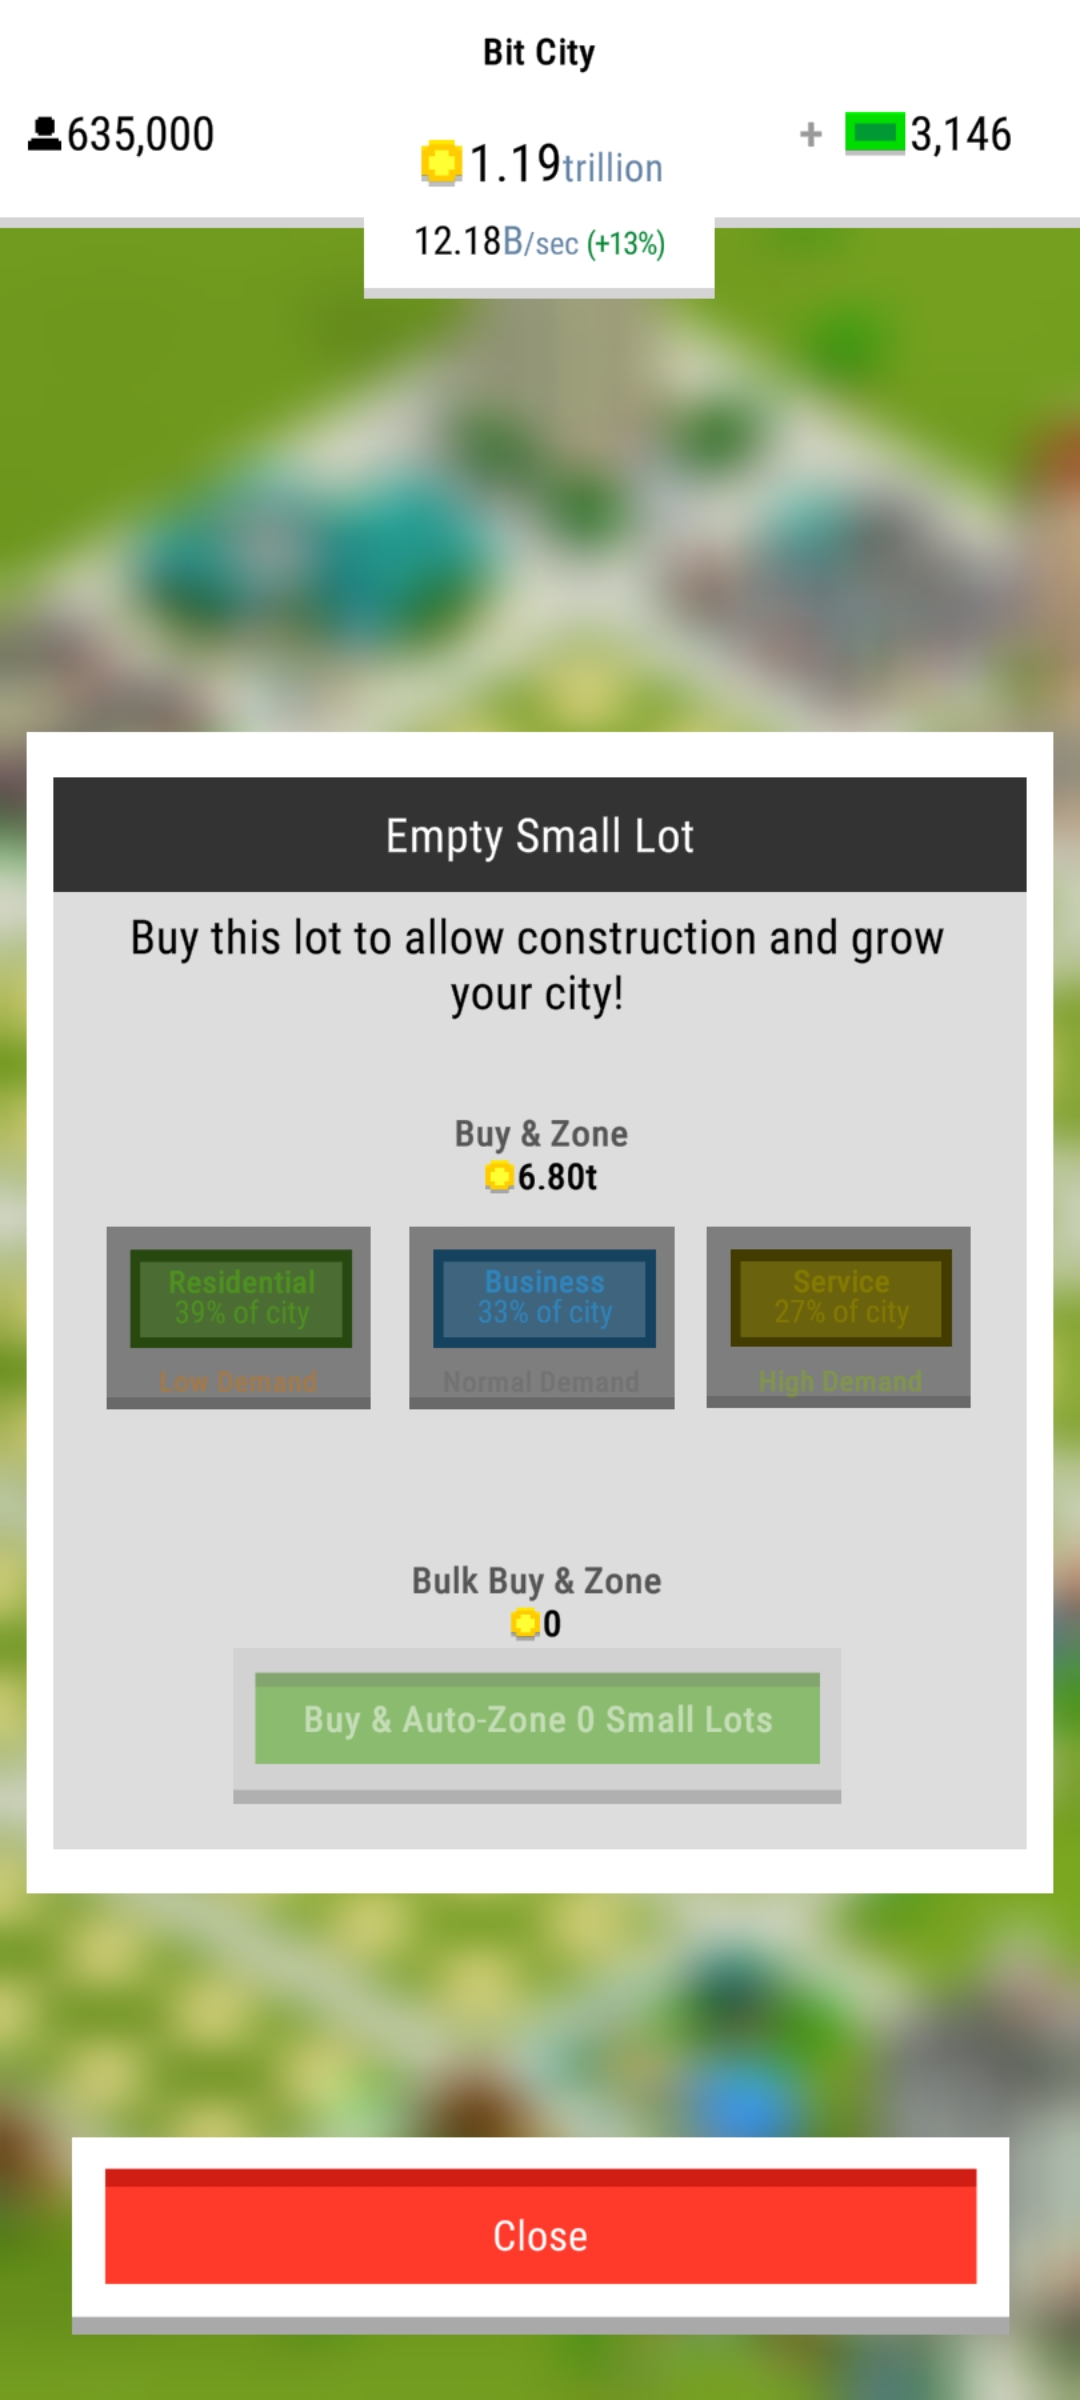 Bit City
635,000
1.19trillion
+ 3,146
12.18B/sec (+13%)
Empty Small Lot
Buy this lot to allow construction and grow
your city!
Buy & Zone
6.80t
Residential
39% of city
Low Demand
Business
33% of city
Normal Demand
Service
27% of city
High Demand
Bulk Buy & Zone
0
Buy & Auto-Zone 0 Small Lots
Close